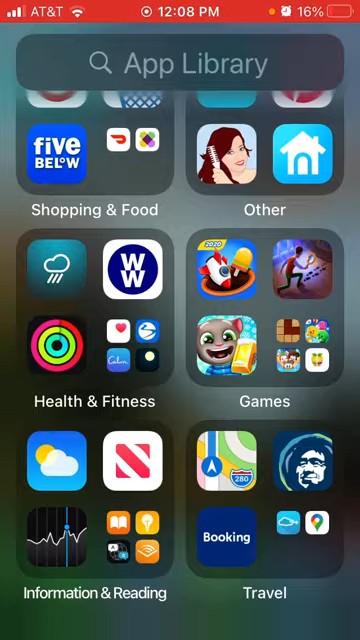 AT&T 12:08 PM 16%
App Library
five
BELOW
Shopping & Food
Other
W
W
2020
Calm
Health & Fitness
Games
280
Booking
Information & Reading
Travel